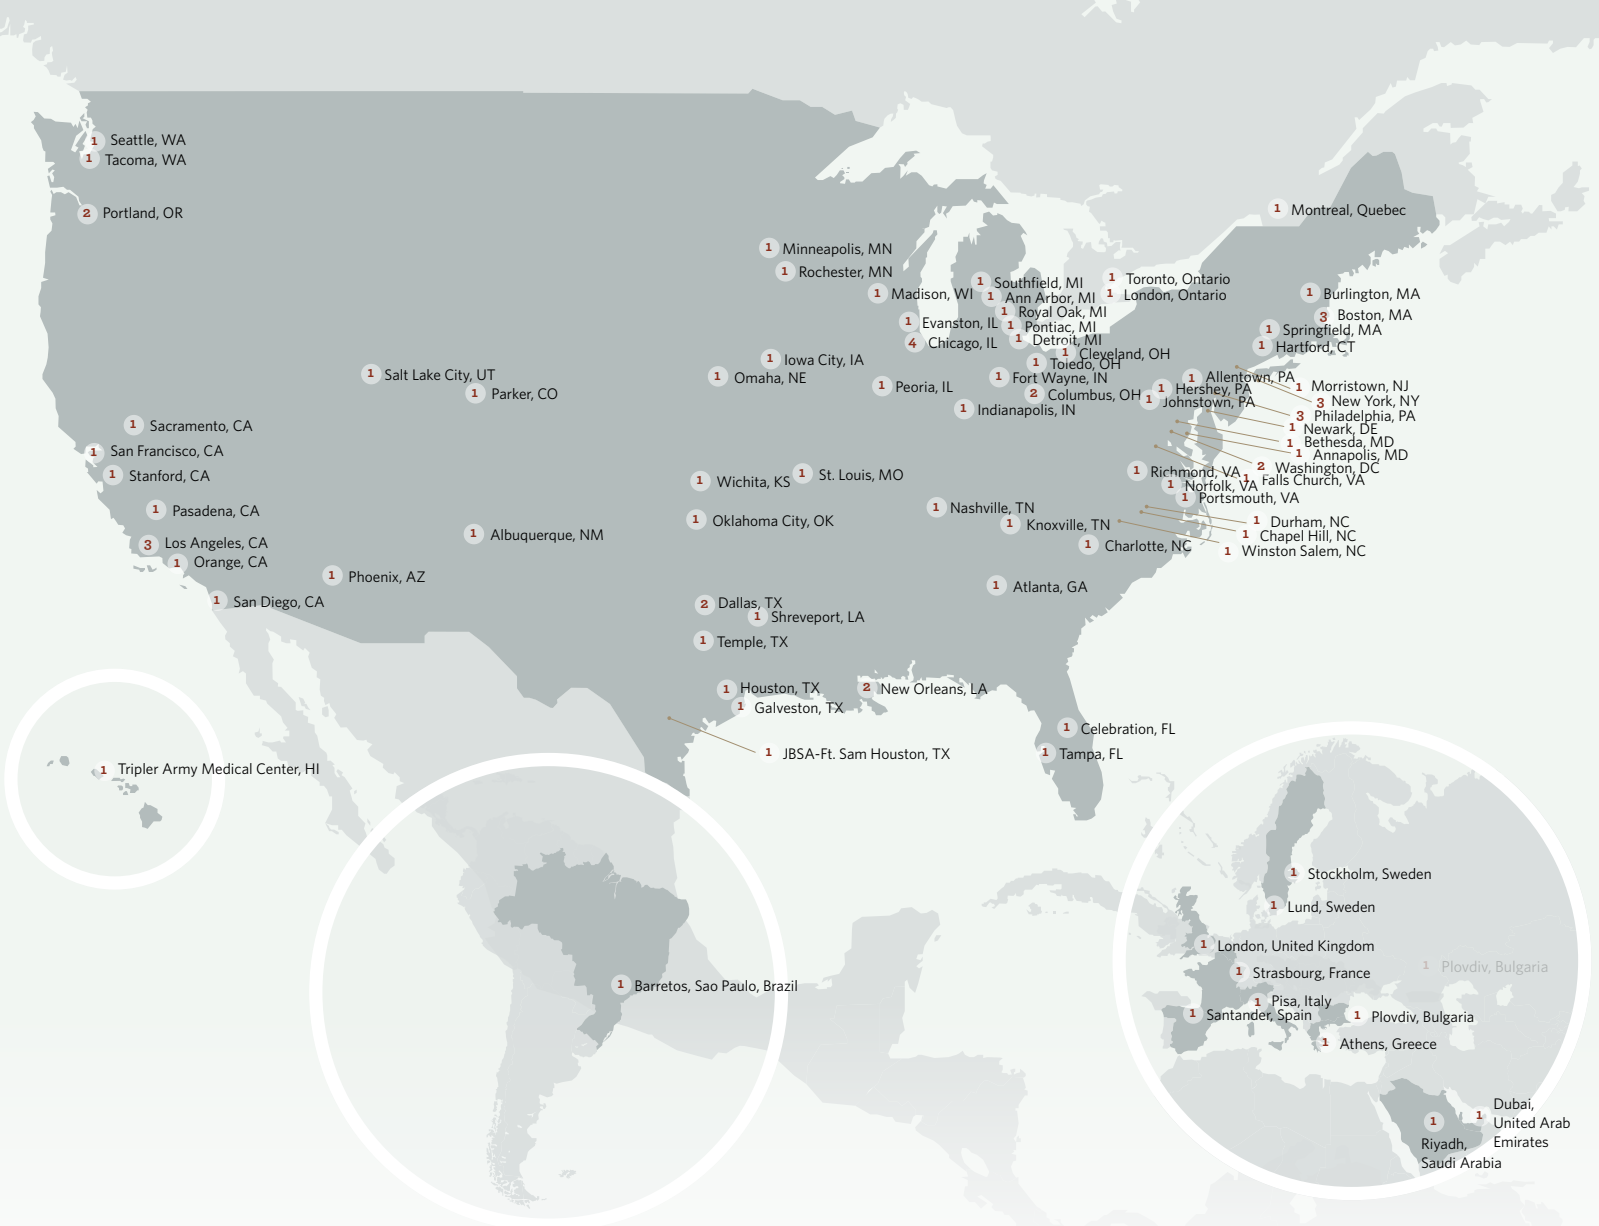 1 Seattle, WA
1 Tacoma, WA
2 Portland, OR
1 Montreal, Quebec
1 Minneapolis, MN
1 Rochester, MN
1 Madison, WI
1 Southfield, MI
1 Ann Arbor, MI
1 Royal Oak, MI
1 Pontiac, MI
1 Detroit, MI
1 Toronto, Ontario
1 London, Ontario
1 Burlington, MA
3 Boston, MA
1 Springfield, MA
1 Hartford, CT
1 Evanston, IL
4 Chicago, IL
1 Cleveland, OH
1 Toledo, OH
1 Iowa City, IA
1 Omaha, NE
1 Peoria, IL
1 Fort Wayne, IN
2 Columbus, OH
1 Indianapolis, IN
1 Allentown, PA
1 Hershey, PA
1 Johnstown, PA
1 Morristown, NJ
3 New York, NY
3 Philadelphia, PA
1 Newark, DE
1 Bethesda, MD
1 Annapolis, MD
2 Washington, DC
1 Falls Church, VA
1 Richmond, VA
1 Norfolk, VA
1 Portsmouth, VA
1 Salt Lake City, UT
1 Parker, CO
1 Sacramento, CA
1 San Francisco, CA
1 Stanford, CA
1 Pasadena, CA
3 Los Angeles, CA
1 Orange, CA
1 San Diego, CA
1 Phoenix, AZ
1 Albuquerque, NM
1 Wichita, KS
1 St. Louis, MO
1 Oklahoma City, OK
1 Nashville, TN
1 Knoxville, TN
1 Charlotte, NC
1 Durham, NC
1 Chapel Hill, NC
1 Winston Salem, NC
1 Atlanta, GA
2 Dallas, TX
1 Shreveport, LA
1 Temple, TX
1 Houston, TX
1 Galveston, TX
2 New Orleans, LA
1 JBSA-Ft. Sam Houston, TX
1 Celebration, FL
1 Tampa, FL
1 Tripler Army Medical Center, HI
1 Barretos, Sao Paulo, Brazil
1 Stockholm, Sweden
1 Lund, Sweden
1 London, United Kingdom
1 Strasbourg, France
1 Plovdiv, Bulgaria
1 Pisa, Italy
1 Santander, Spain
1 Plovdiv, Bulgaria
1 Athens, Greece
1 Dubai,
United Arab
Emirates
1
Riyadh,
Saudi Arabia